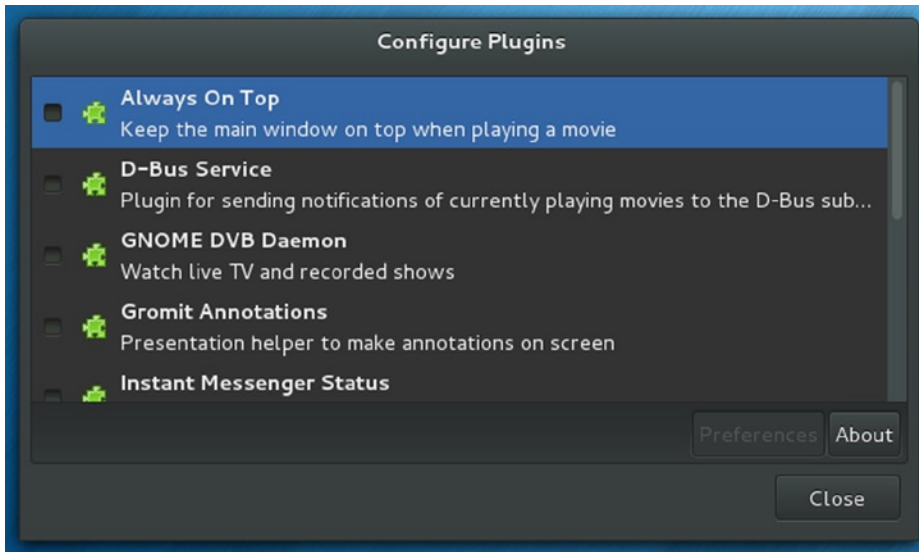 Configure Plugins
Always On Top
Keep the main window on top when playing a movie
D-Bus Service
Plugin for sending notifications of currently playing movies to the D-Bus sub...
GNOME DVB Daemon
Watch live TV and recorded shows
Gromit Annotations
Presentation helper to make annotations on screen
Instant Messenger Status
Preferences About
Close